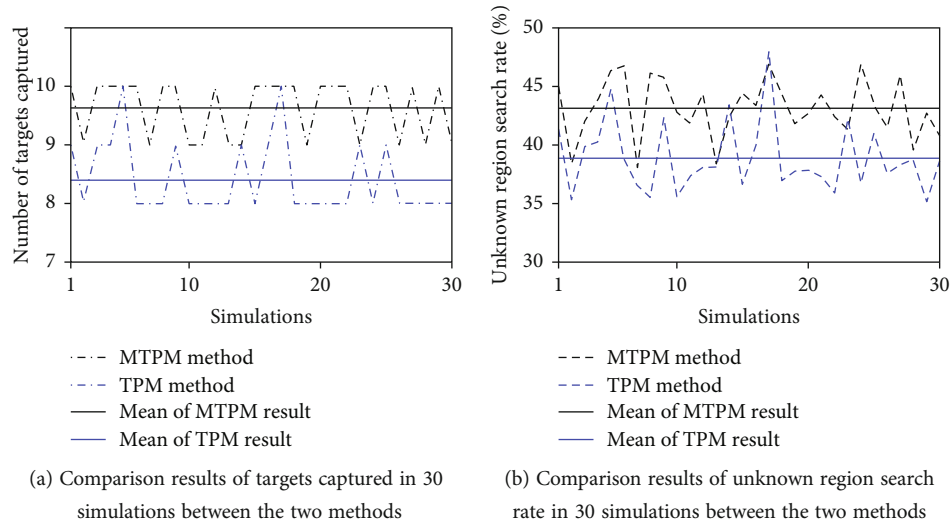 Number of targets captured
10
9
8
7
1
10
20
30
Simulations
MTPM method
TPM method
Mean of MTPM result
Mean of TPM result
(a) Comparison results of targets captured in 30
simulations between the two methods
Unknown region search rate (%)
50
45
40
35
30
1
10
20
30
Simulations
MTPM method
TPM method
Mean of MTPM result
Mean of TPM result
(b) Comparison results of unknown region search
rate in 30 simulations between the two methods